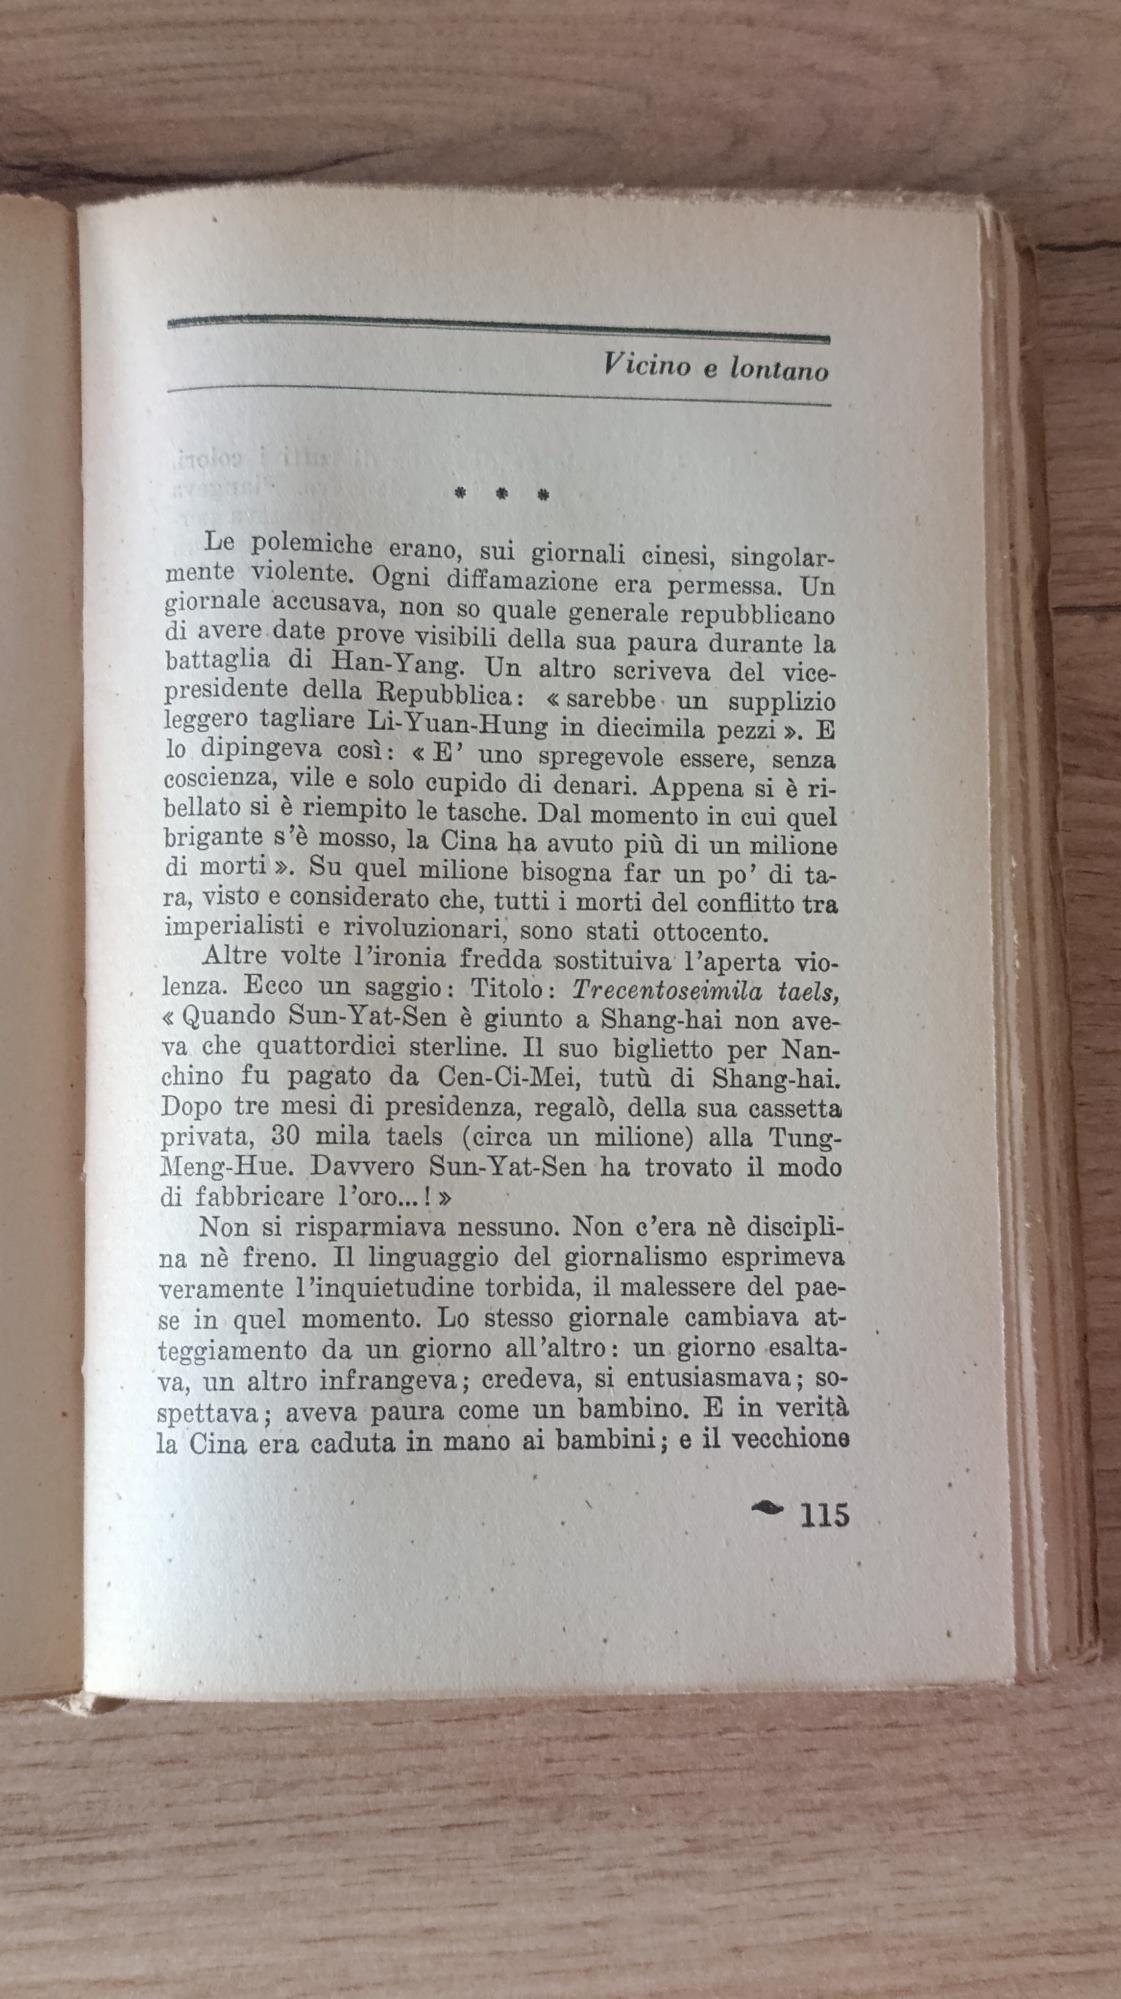 Vicino e lontano
* * *
Le polemiche erano, sui giornali cinesi, singolar-
mente violente. Ogni diffamazione era permessa. Un
giornale accusava, non so quale generale repubblicano
di avere date prove visibili della sua paura durante la
battaglia di Han-Yang. Un altro scriveva del vice-
presidente della Repubblica: « sarebbe un supplizio
leggero tagliare Li-Yuan-Hung in diecimila pezzi ». E
lo dipingeva così: « E' uno spregevole essere, senza
coscienza, vile e solo cupido di denari. Appena si è ri-
bellato si è riempito le tasche. Dal momento in cui quel
brigante s'è mosso, la Cina ha avuto più di un milione
di morti ». Su quel milione bisogna far un po' di ta-
ra, visto e considerato che, tutti i morti del conflitto tra
imperialisti e rivoluzionari, sono stati ottocento.
Altre volte l'ironia fredda sostituiva l'aperta vio-
lenza. Ecco un saggio: Titolo: Trecentoseimila taels,
« Quando Sun-Yat-Sen è giunto a Shang-hai non ave-
va che quattordici sterline. Il suo biglietto per Nan-
chino fu pagato da Cen-Ci-Mei, tutù di Shang-hai.
Dopo tre mesi di presidenza, regalò, della sua cassetta
privata, 30 mila taels (circa un milione) alla Tung-
Meng-Hue. Davvero Sun-Yat-Sen ha trovato il modo
di fabbricare l'oro...! »
Non si risparmiava nessuno. Non c'era nè discipli-
na nè freno. Il linguaggio del giornalismo esprimeva
veramente l'inquietudine torbida, il malessere del pae-
se in quel momento. Lo stesso giornale cambiava at-
teggiamento da un giorno all'altro: un giorno esalta-
va, un altro infrangeva; credeva, si entusiasmava; so-
spettava; aveva paura come un bambino. E in verità
la Cina era caduta in mano ai bambini; e il vecchione
115